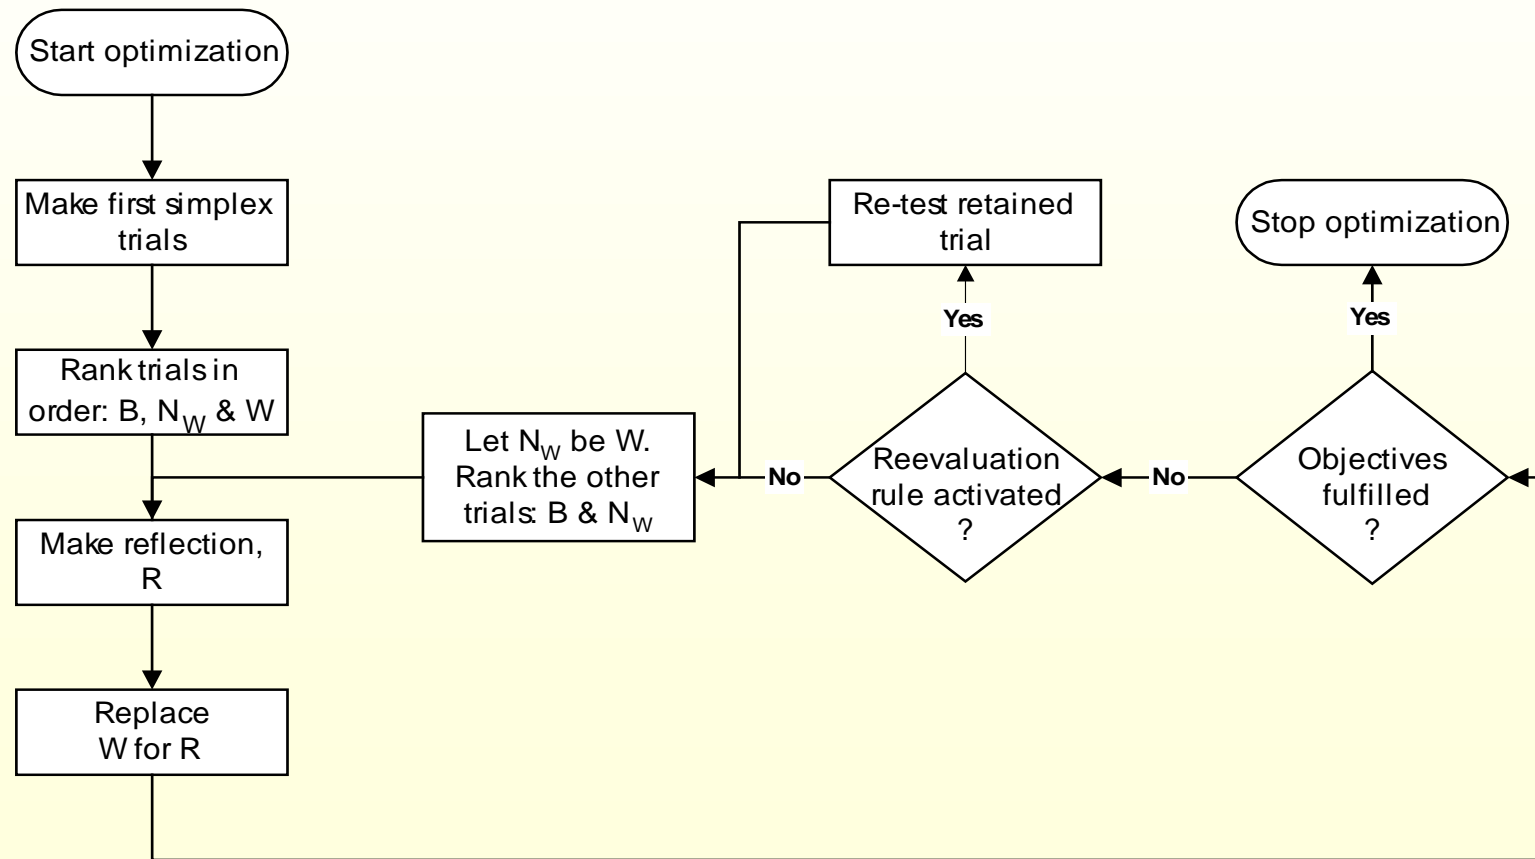 Start optimization
Make first simplex
trials
Rank trials in
order: B, N_W & W
Make reflection,
R
Replace
W for R
Let N_W be W.
Rank the other
trials: B & N_W
Re-test retained
trial
Yes
No
Reevaluation
rule activated
?
No
Stop optimization
Yes
Objectives
fulfilled
?